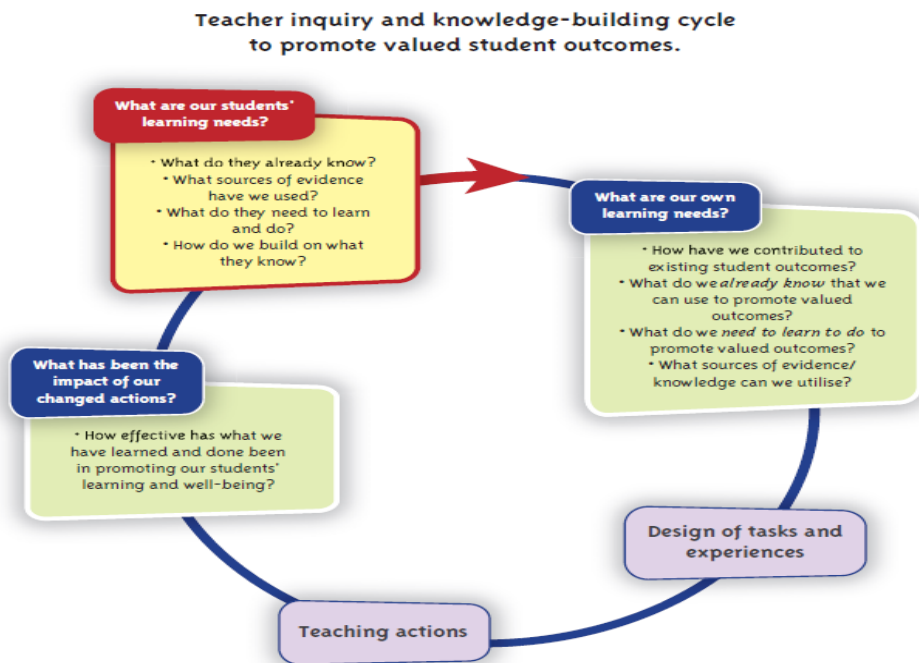 Teacher inquiry and knowledge-building cycle
to promote valued student outcomes.
What are our students'
learning needs?
• What do they already know?
• What sources of evidence
have we used?
• What do they need to learn
and do?
• How do we build on what
they know?
What are our own
learning needs?
• How have we contributed to
existing student outcomes?
• What do we already know that we
can use to promote valued
outcomes?
• What do we need to learn to do to
promote valued outcomes?
• What sources of evidence/
knowledge can we utilise?
Design of tasks and
experiences
Teaching actions
What has been the
impact of our
changed actions?
• How effective has what we
have learned and done been
in promoting our students'
learning and well-being?